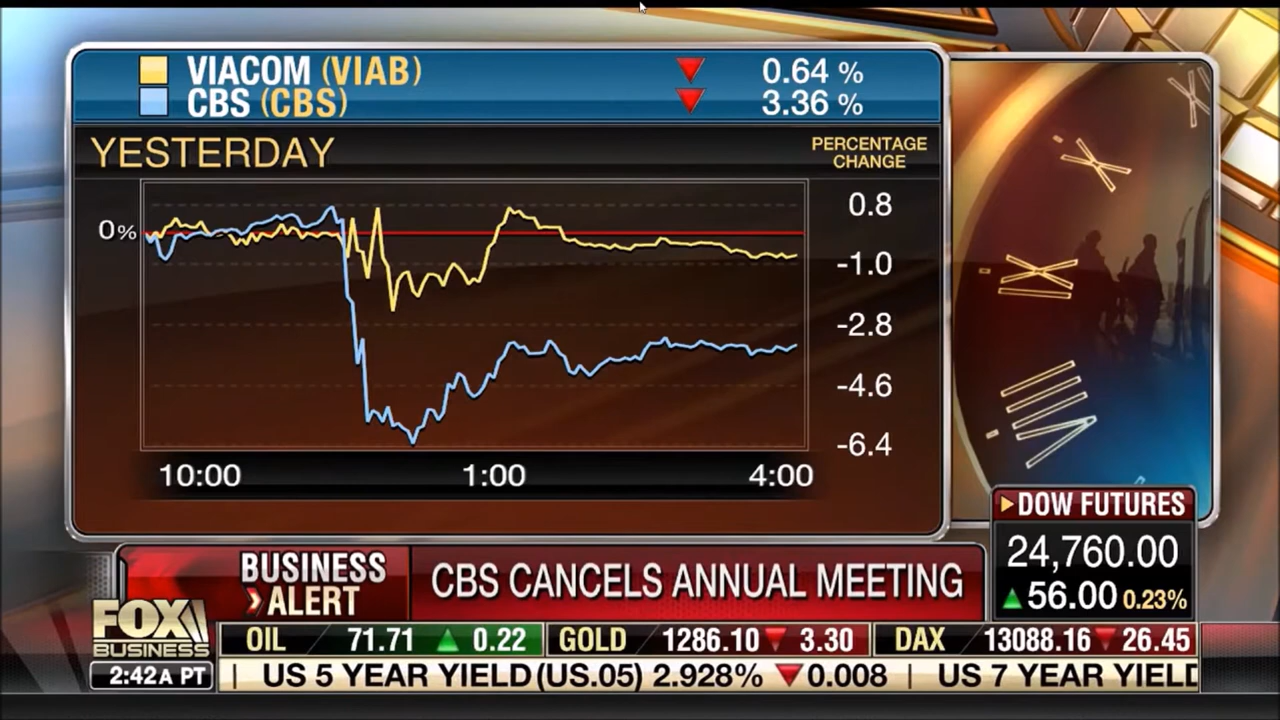 VIACOM (VIAB) ▼ 0.64 %
CBS (CBS) ▼ 3.36 %
YESTERDAY
PERCENTAGE
CHANGE
0%
0.8
-1.0
-2.8
-4.6
-6.4
10:00 1:00 4:00
DOW FUTURES
24,760.00
▲ 56.00 0.23%
BUSINESS
ALERT
CBS CANCELS ANNUAL MEETING
FOX
BUSINESS
OIL 71.71 ▲ 0.22 GOLD 1286.10 ▼ 3.30 DAX 13088.16 ▼ 26.45
2:42A PT
| US 5 YEAR YIELD (US.05) 2.928% ▼ 0.008 | US 7 YEAR YIELD